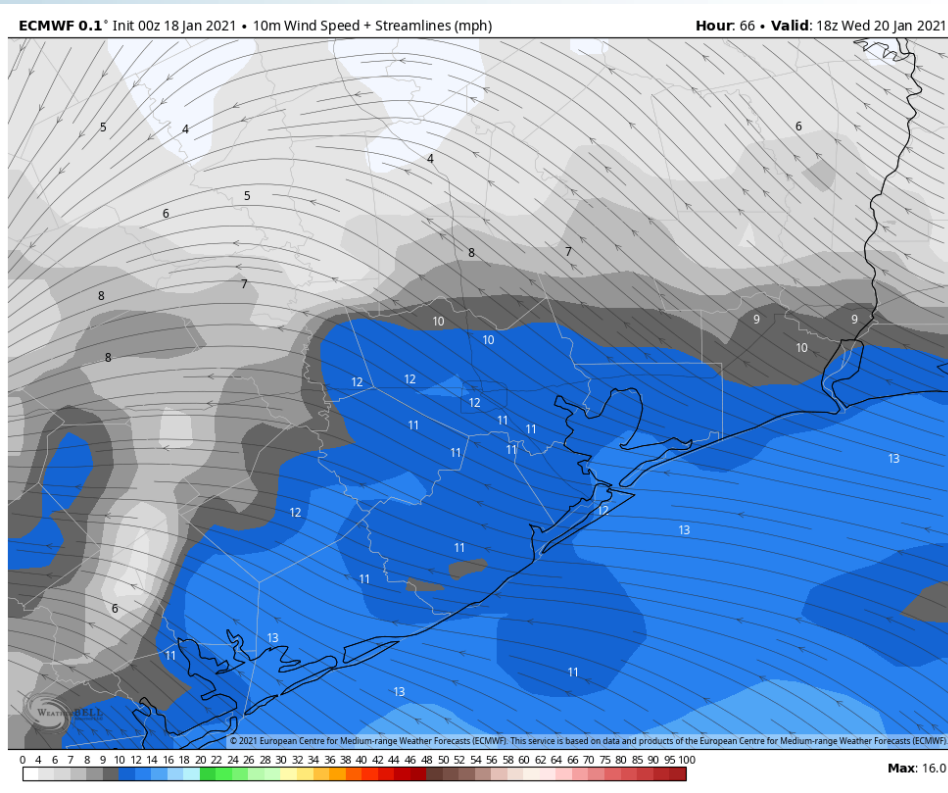 ECMWF 0.1° Init 00z 18 Jan 2021 • 10m Wind Speed + Streamlines (mph) Hour: 66 • Valid: 18z Wed 20 Jan 2021
5 4 6
4
5
6
8 7
7
8
10 9 9
10 10
8
12 12
12
11 11 11
11 11
13
12 12
13
11
11
6
13
11
11
13
WEATHERBELL
© 2021 European Centre for Medium-range Weather Forecasts (ECMWF). This service is based on data and products of the European Centre for Medium-range Weather Forecasts (ECMWF).
0 4 6 7 8 9 10 12 14 15 16 17 18 20 22 24 26 28 30 32 34 36 38 40 42 44 46 48 50 52 54 56 58 60 62 64 66 70 75 80 85 90 95 100
Max: 16.0